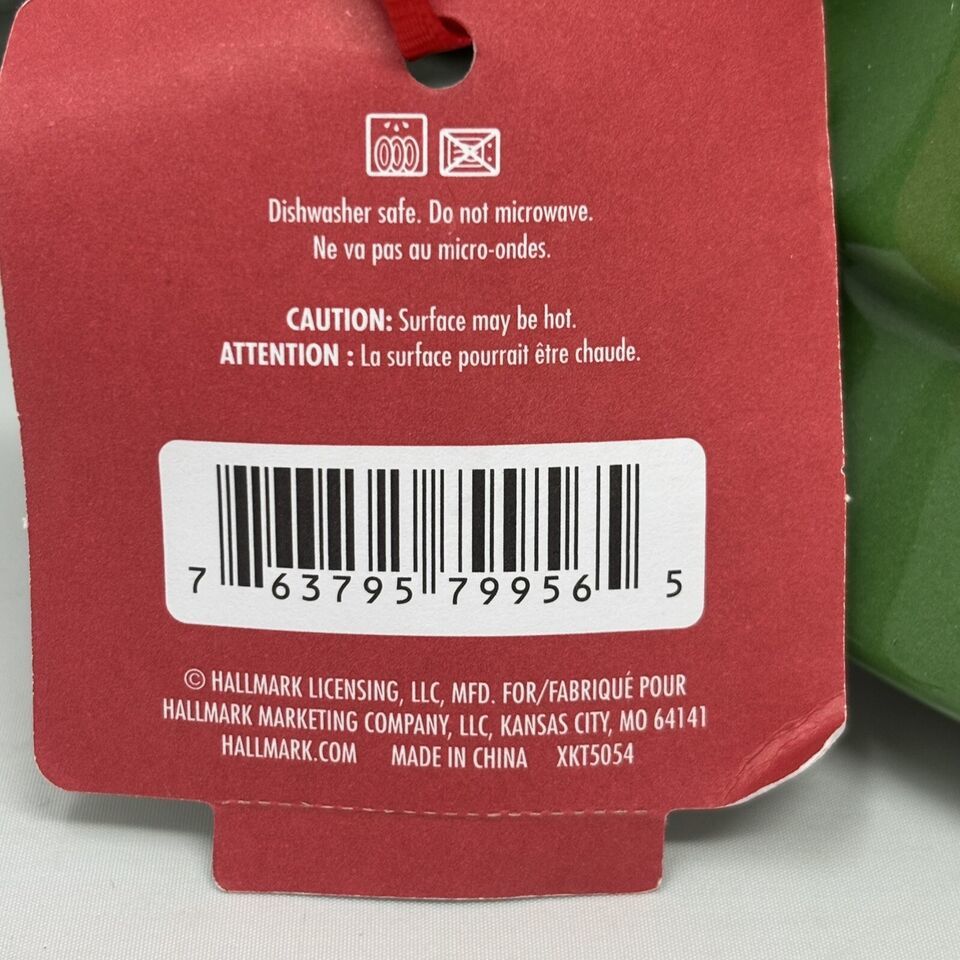 Dishwasher safe. Do not microwave.
Ne va pas au micro-ondes.
CAUTION: Surface may be hot.
ATTENTION : La surface pourrait être chaude.
7 63795 79956 5
© HALLMARK LICENSING, LLC, MFD. FOR/FABRIQUÉ POUR
HALLMARK MARKETING COMPANY, LLC, KANSAS CITY, MO 64141
HALLMARK.COM MADE IN CHINA XKT5054